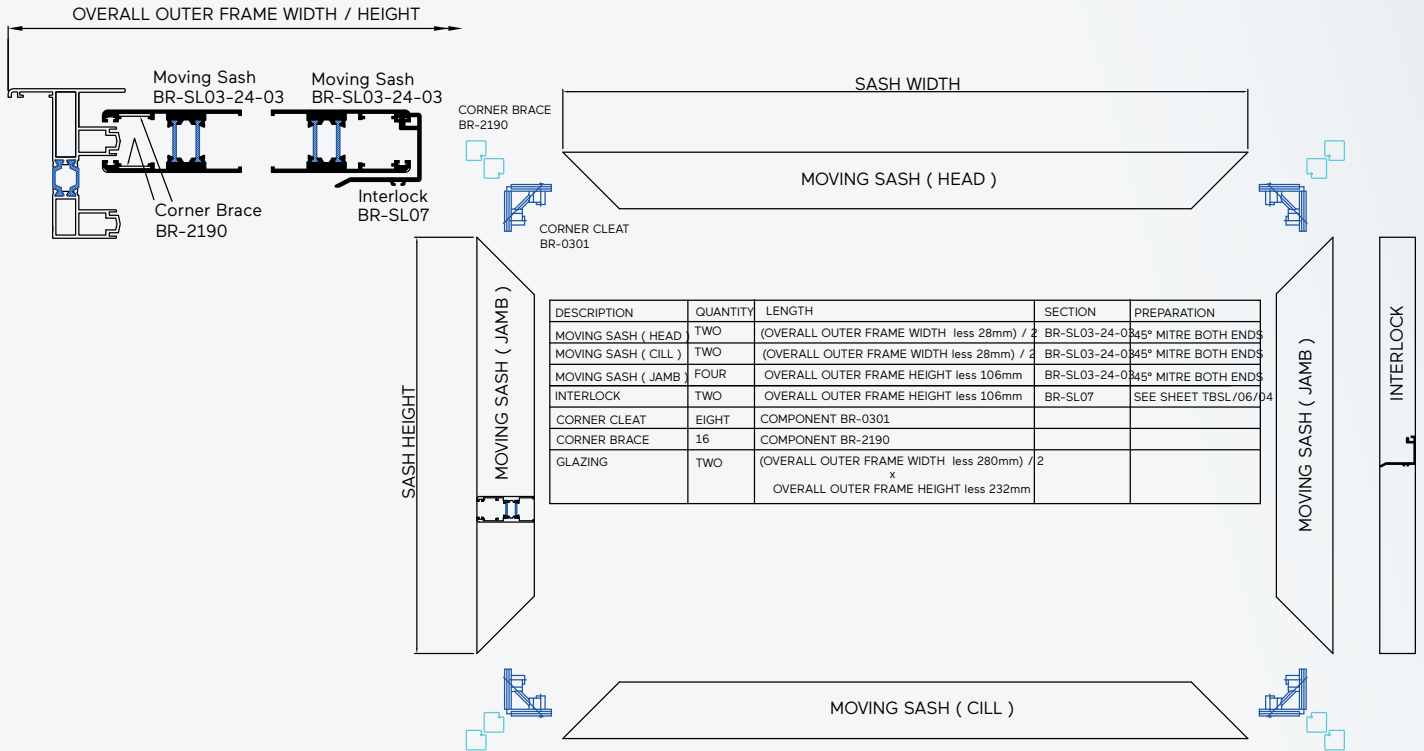 OVERALL OUTER FRAME WIDTH / HEIGHT
Moving Sash
BR-SL03-24-03
Moving Sash
BR-SL03-24-03
Corner Brace
BR-2190
Interlock
BR-SL07
CORNER BRACE
BR-2190
SASH WIDTH
MOVING SASH ( HEAD )
CORNER CLEAT
BR-0301
SASH HEIGHT
MOVING SASH ( JAMB )
DESCRIPTION QUANTITY LENGTH SECTION PREPARATION
MOVING SASH ( HEAD ) TWO (OVERALL OUTER FRAME WIDTH less 28mm) / 2 BR-SL03-24-03 45° MITRE BOTH ENDS
MOVING SASH ( CILL ) TWO (OVERALL OUTER FRAME WIDTH less 28mm) / 2 BR-SL03-24-03 45° MITRE BOTH ENDS
MOVING SASH ( JAMB ) FOUR OVERALL OUTER FRAME HEIGHT less 106mm BR-SL03-24-03 45° MITRE BOTH ENDS
INTERLOCK TWO OVERALL OUTER FRAME HEIGHT less 106mm BR-SL07 SEE SHEET TBSL/06/04
CORNER CLEAT EIGHT COMPONENT BR-0301
CORNER BRACE 16 COMPONENT BR-2190
GLAZING TWO (OVERALL OUTER FRAME WIDTH less 280mm) / 2
x
OVERALL OUTER FRAME HEIGHT less 232mm
MOVING SASH ( JAMB )
INTERLOCK
MOVING SASH ( CILL )